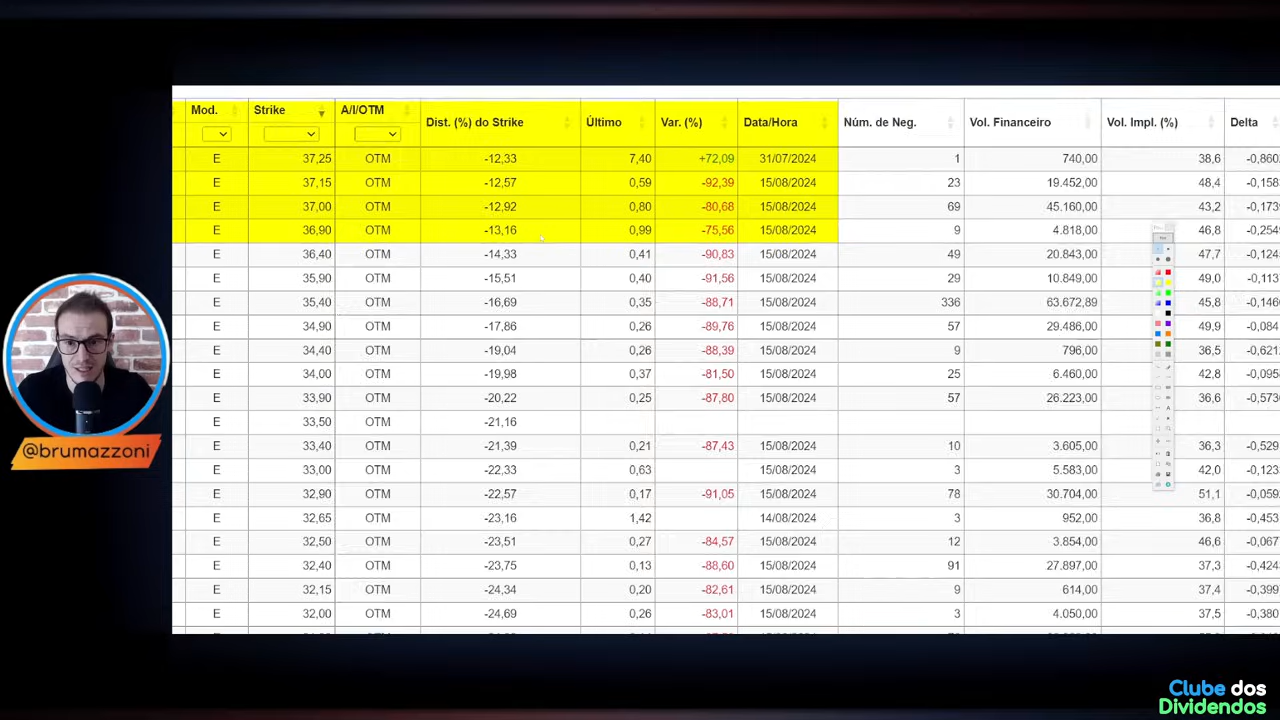 Mod. Strike A/I/OTM Dist. (%) do Strike Último Var. (%) Data/Hora Núm. de Neg. Vol. Financeiro Vol. Impl. (%) Delta
E 37,25 OTM -12,33 7,40 +72,09 31/07/2024 1 740,00 38,6 -0,860
E 37,15 OTM -12,57 0,59 -92,39 15/08/2024 23 19.452,00 48,4 -0,158
E 37,00 OTM -12,92 0,80 -80,68 15/08/2024 69 45.160,00 43,2 -0,173
E 36,90 OTM -13,16 0,99 -75,56 15/08/2024 9 4.818,00 46,8 -0,254
E 36,40 OTM -14,33 0,41 -90,83 15/08/2024 49 20.843,00 47,7 -0,124
E 35,90 OTM -15,51 0,40 -91,56 15/08/2024 29 10.849,00 49,0 -0,113
E 35,40 OTM -16,69 0,35 -88,71 15/08/2024 336 63.672,89 45,8 -0,146
E 34,90 OTM -17,86 0,26 -89,76 15/08/2024 57 29.486,00 49,9 -0,084
E 34,40 OTM -19,04 0,26 -88,39 15/08/2024 9 796,00 36,5 -0,621
E 34,00 OTM -19,98 0,37 -81,50 15/08/2024 25 6.460,00 42,8 -0,095
E 33,90 OTM -20,22 0,25 -87,80 15/08/2024 57 26.223,00 36,6 -0,573
E 33,50 OTM -21,16
E 33,40 OTM -21,39 0,21 -87,43 15/08/2024 10 3.605,00 36,3 -0,529
E 33,00 OTM -22,33 0,63 15/08/2024 3 5.583,00 42,0 -0,123
E 32,90 OTM -22,57 0,17 -91,05 15/08/2024 78 30.704,00 51,1 -0,059
E 32,65 OTM -23,16 1,42 14/08/2024 3 952,00 36,8 -0,453
E 32,50 OTM -23,51 0,27 -84,57 15/08/2024 12 3.854,00 46,6 -0,067
E 32,40 OTM -23,75 0,13 -88,60 15/08/2024 91 27.897,00 37,3 -0,424
E 32,15 OTM -24,34 0,20 -82,61 15/08/2024 9 614,00 37,4 -0,399
E 32,00 OTM -24,69 0,26 -83,01 15/08/2024 3 4.050,00 37,5 -0,380
@brumazzoni
Clube dos
Dividendos